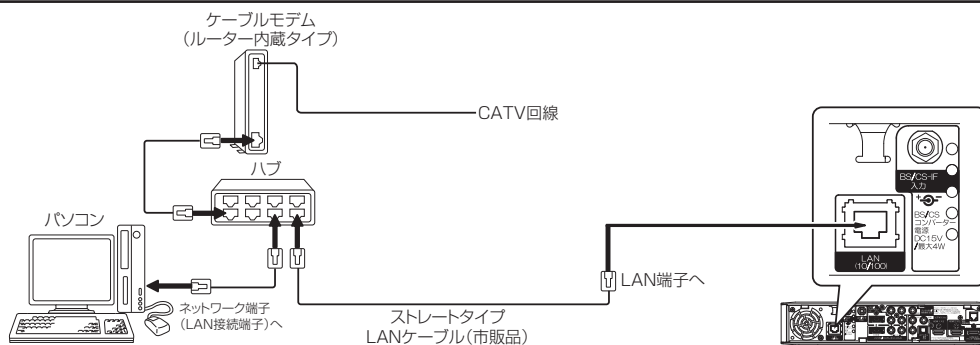 ケーブルモデム
（ルーター内蔵タイプ）
CATV回線
ハブ
パソコン
ネットワーク端子
（LAN接続端子）へ
ストレートタイプ
LANケーブル（市販品）
LAN端子へ
BS/CS-IF
入力
BS/CS
コンバーター
電源
DC15V
/最大4W
LAN
(10/100)